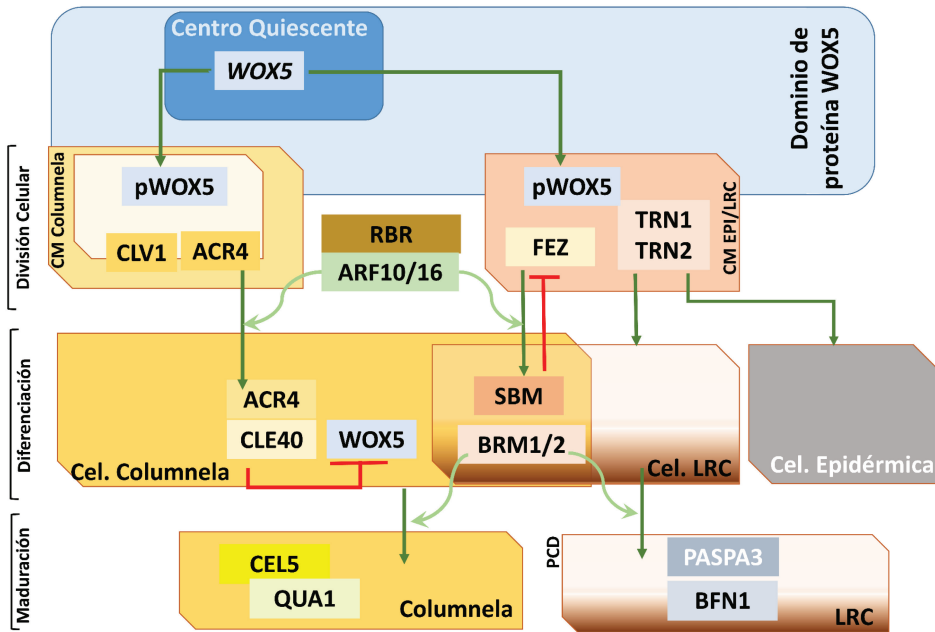 Centro Quiescente
WOX5
Dominio de
proteína WOX5
División Celular
CM Columnela
pWOX5
CLV1
ACR4
RBR
ARF10/16
pWOX5
FEZ
TRN1
TRN2
CM EPI/LRC
Diferenciación
ACR4
CLE40
WOX5
Cel. Columnela
SBM
BRM1/2
Cel. LRC
Cel. Epidérmica
Maduración
CEL5
QUA1
Columnela
PCD
PASPA3
BFN1
LRC